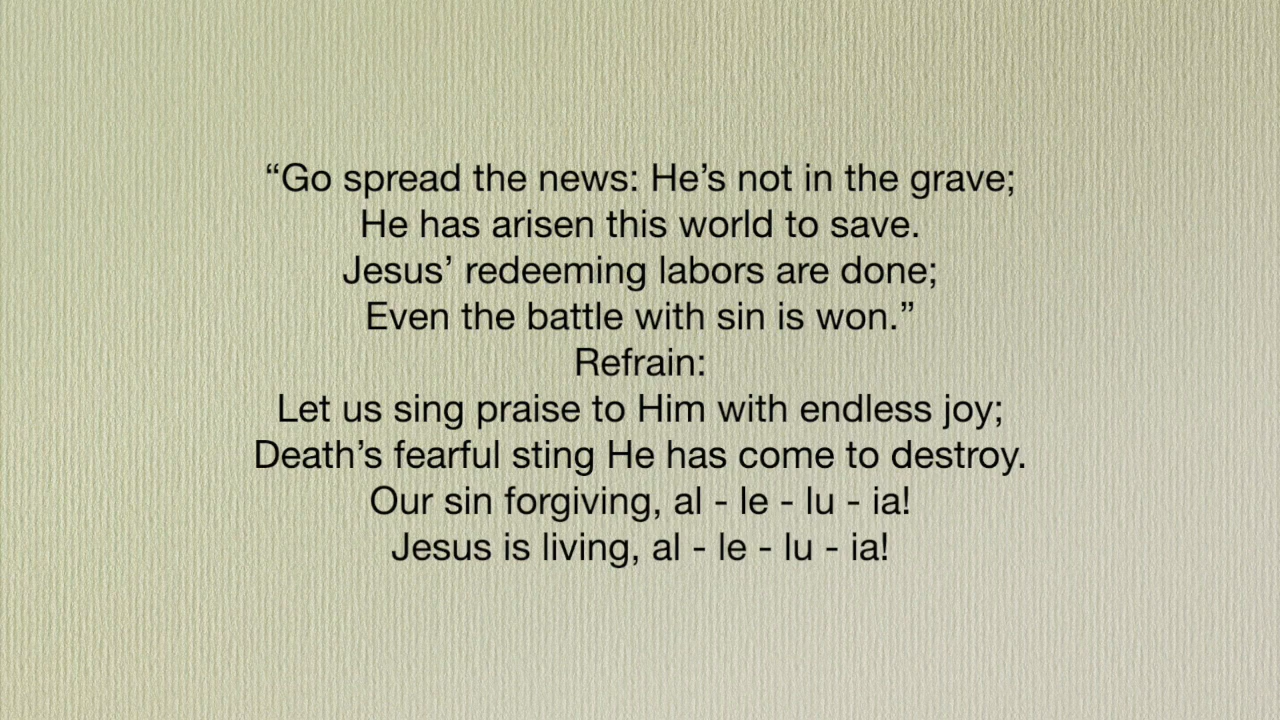 “Go spread the news: He’s not in the grave;
He has arisen this world to save.
Jesus’ redeeming labors are done;
Even the battle with sin is won.”
Refrain:
Let us sing praise to Him with endless joy;
Death’s fearful sting He has come to destroy.
Our sin forgiving, al - le - lu - ia!
Jesus is living, al - le - lu - ia!